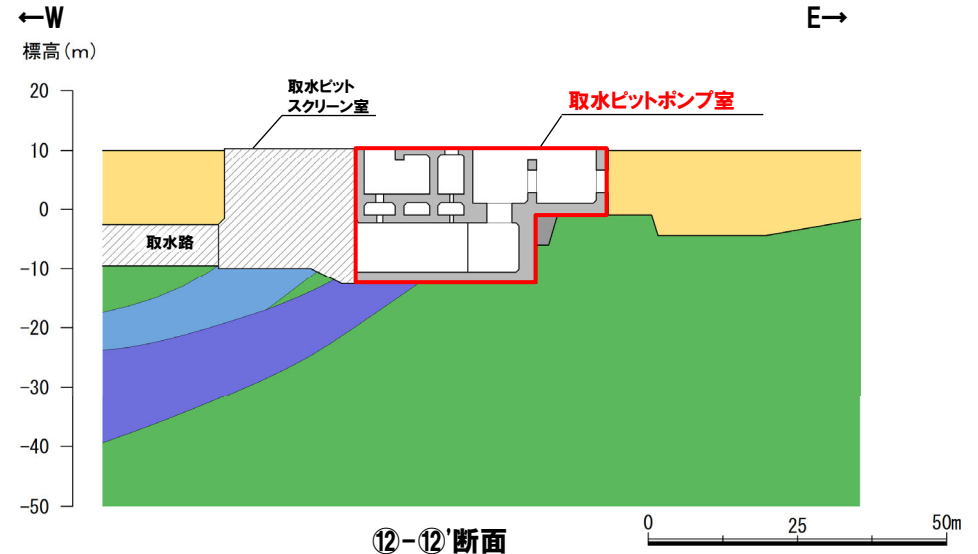 ←W
E→
標高(m)
取水ピット
スクリーン室
取水ピットポンプ室
20
10
0
取水路
-10
-20
-30
-40
-50
⑫-⑫'断面
0
25
50m